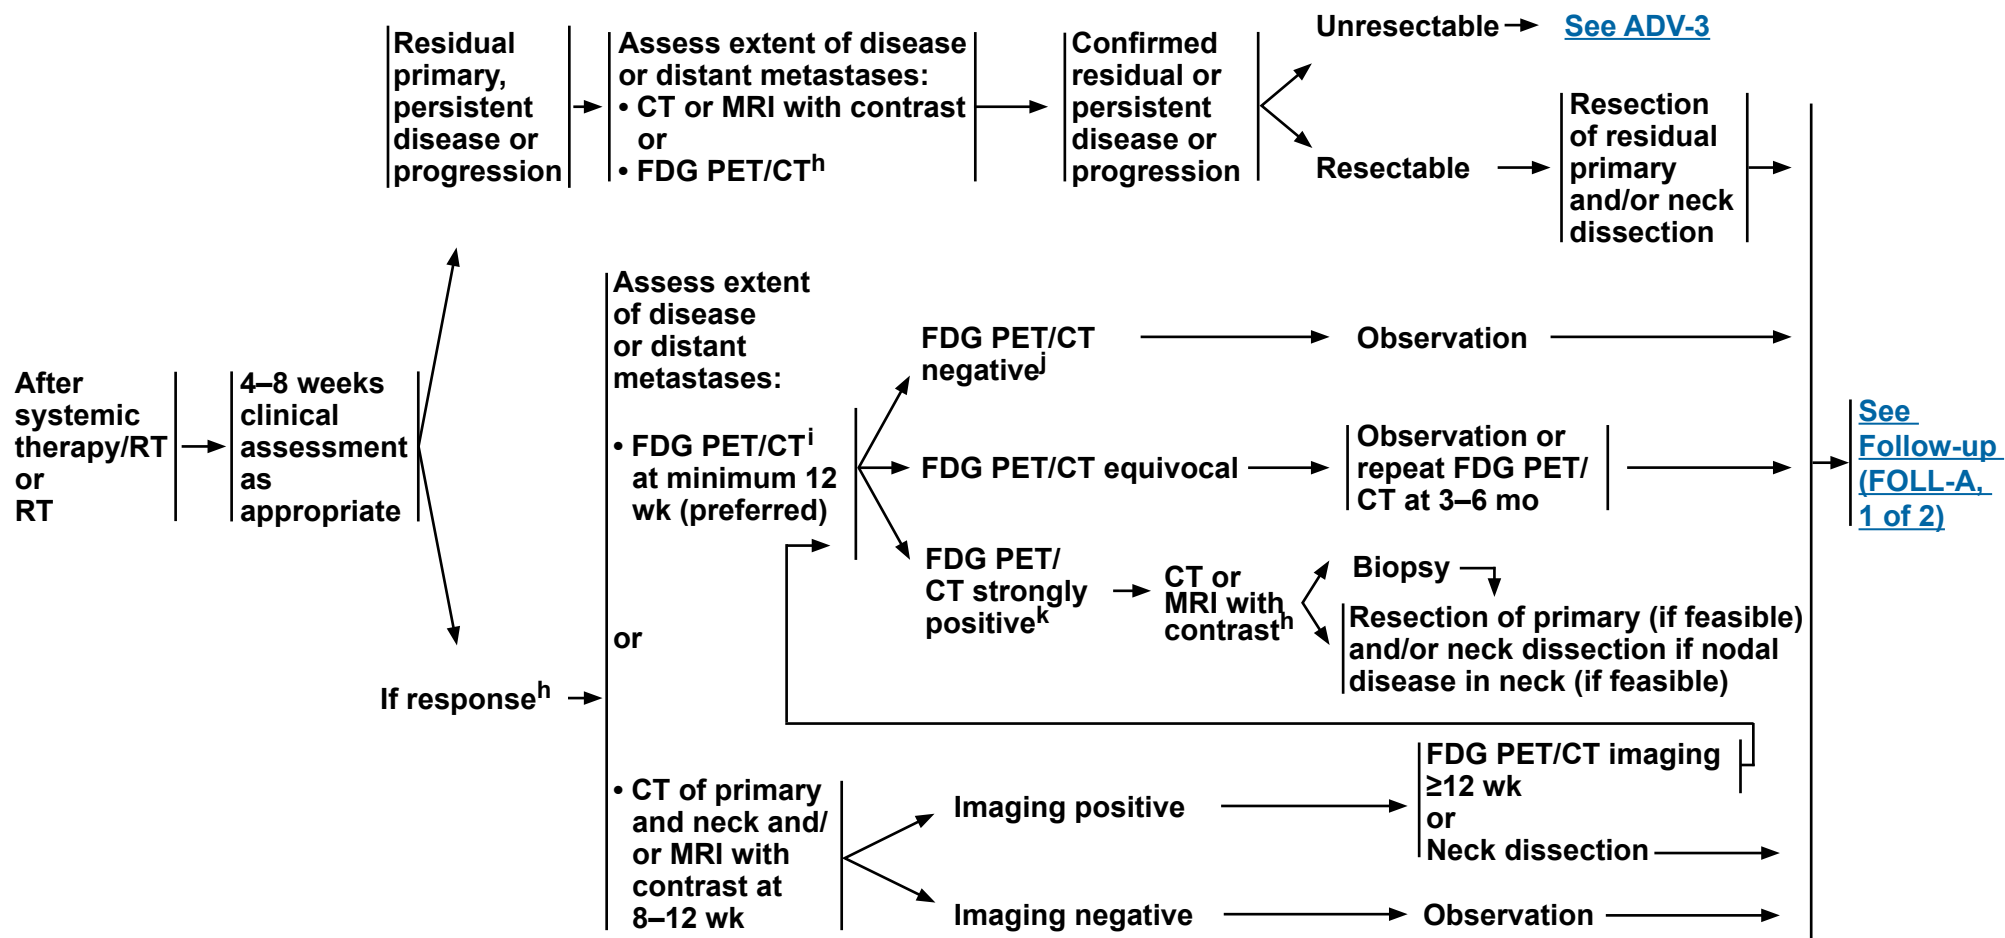 After
systemic
therapy/RT
or
RT
4–8 weeks
clinical
assessment
as
appropriate
Residual
primary,
persistent
disease or
progression
Assess extent of disease
or distant metastases:
• CT or MRI with contrast
or
• FDG PET/CTh
Confirmed
residual or
persistent
disease or
progression
Unresectable
See ADV-3
Resectable
Resection
of residual
primary
and/or neck
dissection
If responseh
Assess extent
of disease
or distant
metastases:
• FDG PET/CTi
at minimum 12
wk (preferred)
or
• CT of primary
and neck and/
or MRI with
contrast at
8–12 wk
FDG PET/CT
negativej
Observation
FDG PET/CT equivocal
Observation or
repeat FDG PET/
CT at 3–6 mo
FDG PET/
CT strongly
positivek
CT or
MRI with
contrasth
Biopsy
Resection of primary (if feasible)
and/or neck dissection if nodal
disease in neck (if feasible)
Imaging positive
FDG PET/CT imaging
≥12 wk
or
Neck dissection
Imaging negative
Observation
See
Follow-up
(FOLL-A,
1 of 2)